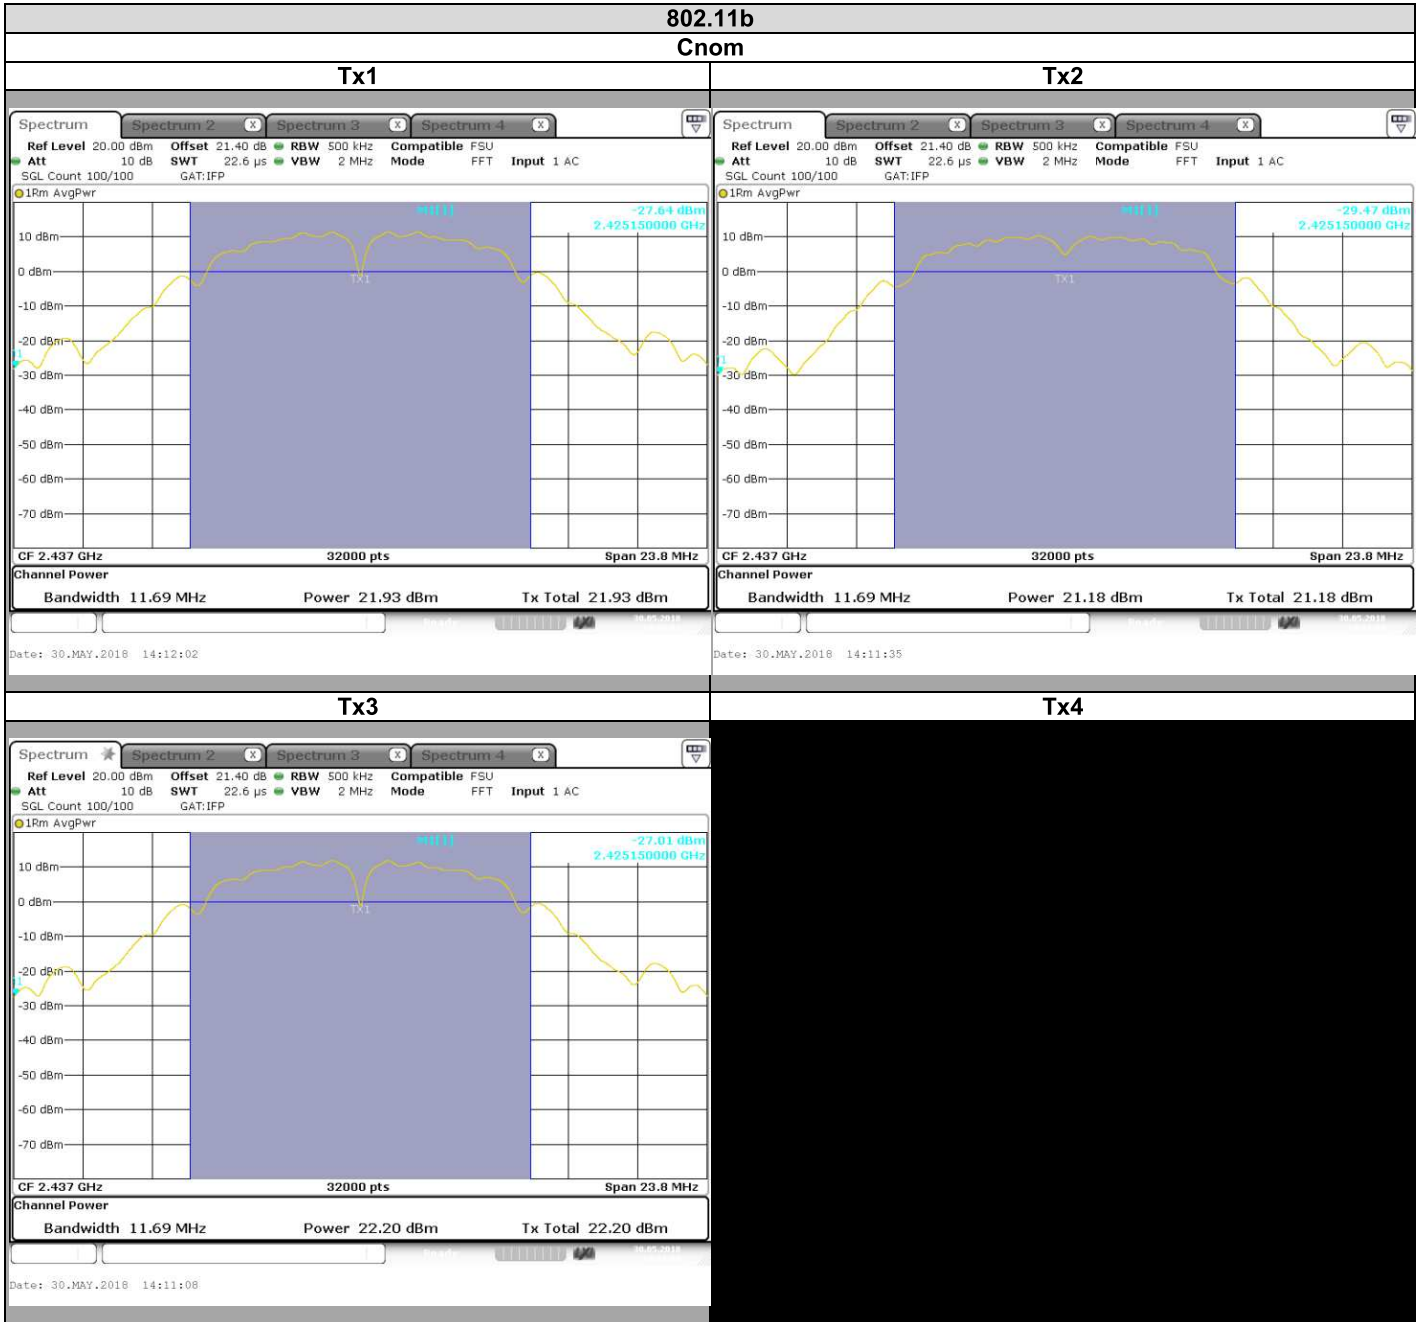 802.11b
Cnom
Tx1 Tx2
Spectrum Spectrum 2 X Spectrum 3 X Spectrum 4 X
Ref Level 20.00 dBm Offset 21.40 dB RBW 500 kHz Compatible FSU
Att 10 dB SWT 22.6 µs VBW 2 MHz Mode FFT Input 1 AC
SGL Count 100/100 GAT:IFP
1Rm AvgPwr
M1[1] -27.64 dBm
2.425150000 GHz
10 dBm
0 dBm
TX1
-10 dBm
-20 dBm
-30 dBm
-40 dBm
-50 dBm
-60 dBm
-70 dBm
CF 2.437 GHz 32000 pts Span 23.8 MHz
Channel Power
Bandwidth 11.69 MHz Power 21.93 dBm Tx Total 21.93 dBm
30.05.2018
Date: 30.MAY.2018 14:12:02
Spectrum Spectrum 2 X Spectrum 3 X Spectrum 4 X
Ref Level 20.00 dBm Offset 21.40 dB RBW 500 kHz Compatible FSU
Att 10 dB SWT 22.6 µs VBW 2 MHz Mode FFT Input 1 AC
SGL Count 100/100 GAT:IFP
1Rm AvgPwr
M1[1] -29.47 dBm
2.425150000 GHz
10 dBm
0 dBm
TX1
-10 dBm
-20 dBm
-30 dBm
-40 dBm
-50 dBm
-60 dBm
-70 dBm
CF 2.437 GHz 32000 pts Span 23.8 MHz
Channel Power
Bandwidth 11.69 MHz Power 21.18 dBm Tx Total 21.18 dBm
30.05.2018
Date: 30.MAY.2018 14:11:35
Tx3 Tx4
Spectrum Spectrum 2 X Spectrum 3 X Spectrum 4 X
Ref Level 20.00 dBm Offset 21.40 dB RBW 500 kHz Compatible FSU
Att 10 dB SWT 22.6 µs VBW 2 MHz Mode FFT Input 1 AC
SGL Count 100/100 GAT:IFP
1Rm AvgPwr
M1[1] -27.01 dBm
2.425150000 GHz
10 dBm
0 dBm
TX1
-10 dBm
-20 dBm
-30 dBm
-40 dBm
-50 dBm
-60 dBm
-70 dBm
CF 2.437 GHz 32000 pts Span 23.8 MHz
Channel Power
Bandwidth 11.69 MHz Power 22.20 dBm Tx Total 22.20 dBm
30.05.2018
Date: 30.MAY.2018 14:11:08